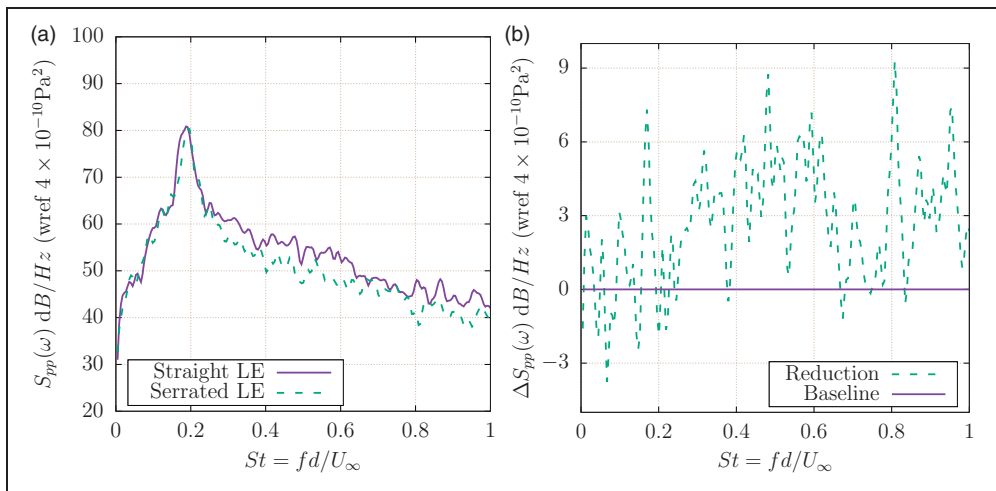 (a)
100
90
80
70
60
50
40
30
20
S_pp(ω) dB/Hz (wref 4 × 10^−10 Pa^2)
Straight LE
Serrated LE
0 0.2 0.4 0.6 0.8 1
St = fd/U_∞
(b)
9
6
3
0
−3
ΔS_pp(ω) dB/Hz (wref 4 × 10^−10 Pa^2)
Reduction
Baseline
0 0.2 0.4 0.6 0.8 1
St = fd/U_∞